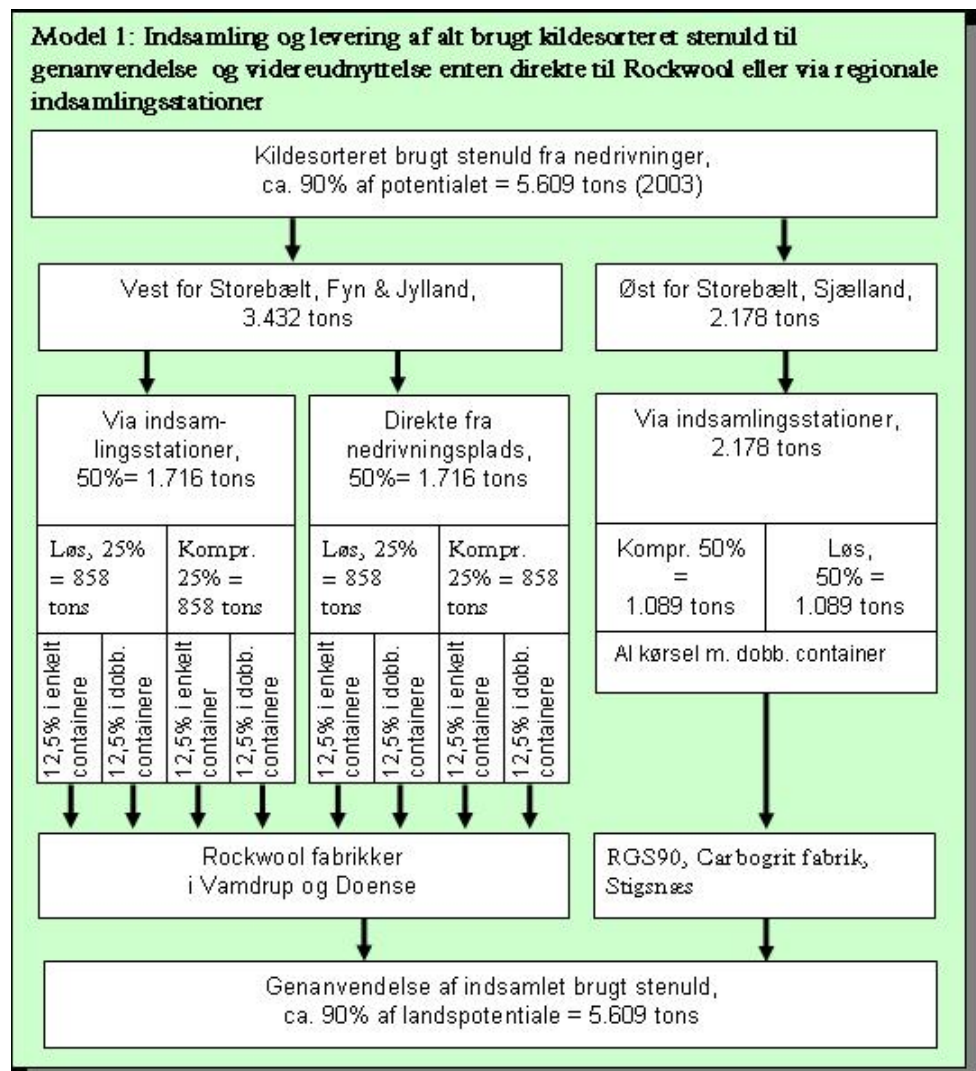 Model 1: Indsamling og levering af alt brugt kildesorteret stenuld til
genanvendelse og videreudnyttelse enten direkte til Rockwool eller via regionale
indsamlingsstationer
Kildesorteret brugt stenuld fra nedrivninger,
ca. 90% af potentialet = 5.609 tons (2003)
Vest for Storebælt, Fyn & Jylland,
3.432 tons
Øst for Storebælt, Sjælland,
2.178 tons
Via indsam-
lingsstationer,
50%= 1.716 tons
Direkte fra
nedrivningsplads,
50%= 1.716 tons
Via indsamlingsstationer,
2.178 tons
Løs, 25%
= 858
tons
Kompr.
25% =
858 tons
Løs, 25%
= 858
tons
Kompr.
25% = 858
tons
Kompr. 50%
=
1.089 tons
Løs,
50% =
1.089 tons
Al kørsel m. dobb. container
12,5% i enkelt
containere
12,5% i dobb.
containere
12,5% i enkelt
container
12,5% i dobb.
containere
12,5% i enkelt
containere
12,5% i dobb.
containere
12,5% i enkelt
containere
12,5% i dobb.
containere
Rockwool fabrikker
i Vamdrup og Doense
RGS90, Carbogrit fabrik,
Stigsnæs
Genanvendelse af indsamlet brugt stenuld,
ca. 90% af landspotentiale = 5.609 tons